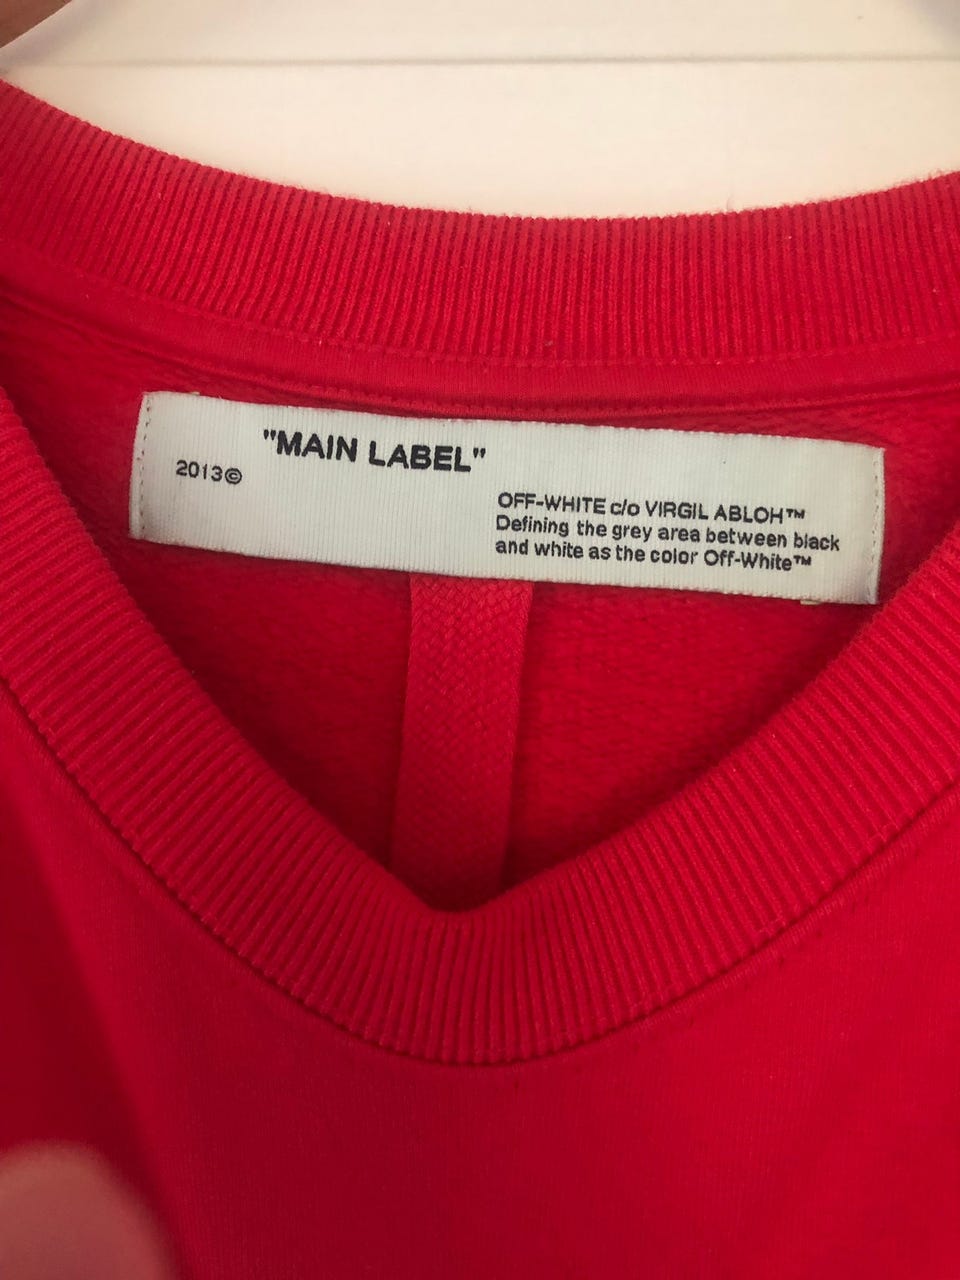 "MAIN LABEL"
2013©
OFF-WHITE c/o VIRGIL ABLOH™
Defining the grey area between black
and white as the color Off-White™